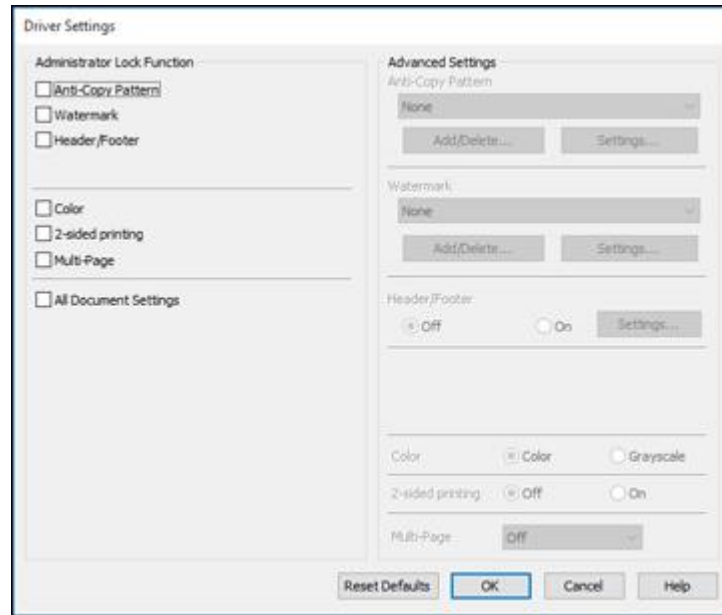 Driver Settings
Administrator Lock Function
Anti-Copy Pattern
Watermark
Header/Footer
Color
2-sided printing
Multi-Page
All Document Settings
Advanced Settings
Anti-Copy Pattern
None
Add/Delete... Settings...
Watermark
None
Add/Delete... Settings...
Header/Footer
Off On Settings...
Color Color Grayscale
2-sided printing Off On
Multi-Page Off
Reset Defaults OK Cancel Help